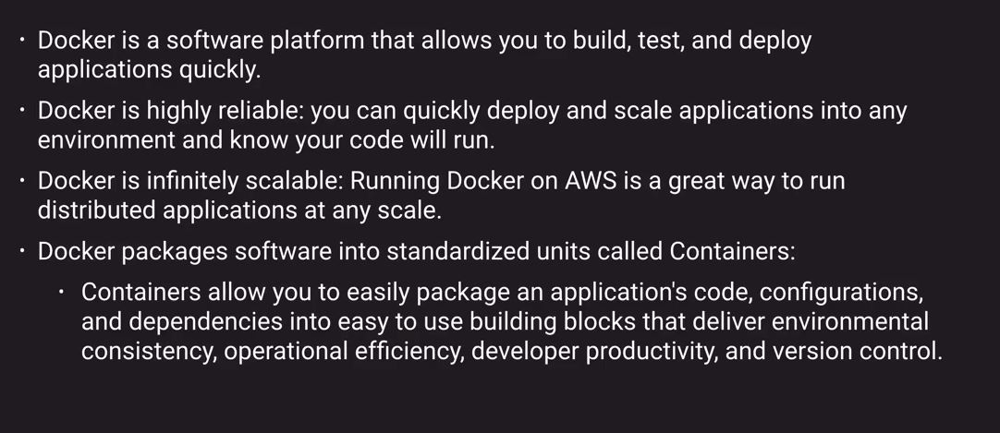 • Docker is a software platform that allows you to build, test, and deploy
applications quickly.
• Docker is highly reliable: you can quickly deploy and scale applications into any
environment and know your code will run.
• Docker is infinitely scalable: Running Docker on AWS is a great way to run
distributed applications at any scale.
• Docker packages software into standardized units called Containers:
• Containers allow you to easily package an application's code, configurations,
and dependencies into easy to use building blocks that deliver environmental
consistency, operational efficiency, developer productivity, and version control.